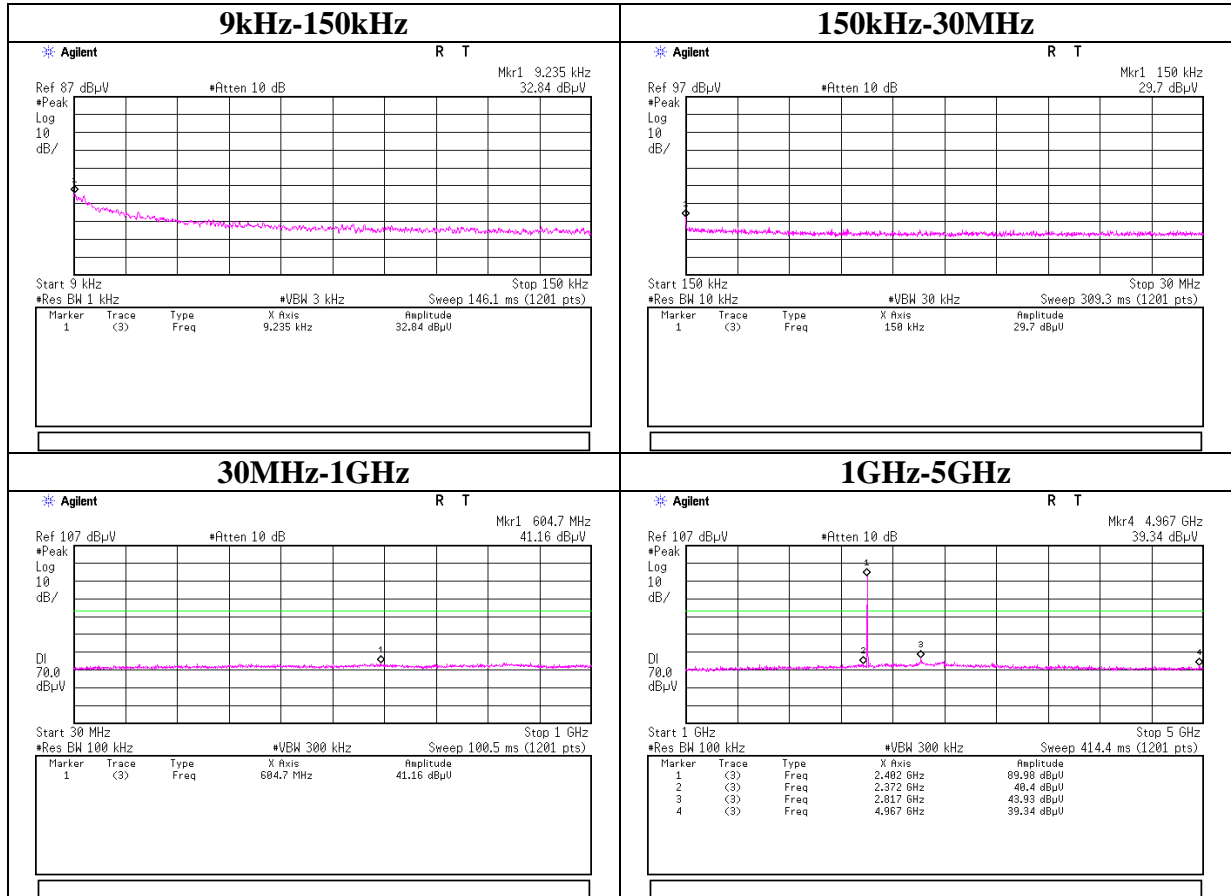 9kHz-150kHz
Agilent
R T
Mkr1 9.235 kHz
Ref 87 dBµV
#Atten 10 dB
32.84 dBµV
#Peak
Log
10
dB/
1
Start 9 kHz
Stop 150 kHz
#Res BW 1 kHz
#VBW 3 kHz
Sweep 146.1 ms (1201 pts)
Marker Trace Type X Axis Amplitude
1 (3) Freq 9.235 kHz 32.84 dBµV
150kHz-30MHz
Agilent
R T
Mkr1 150 kHz
Ref 97 dBµV
#Atten 10 dB
29.7 dBµV
#Peak
Log
10
dB/
Start 150 kHz
Stop 30 MHz
#Res BW 10 kHz
#VBW 30 kHz
Sweep 309.3 ms (1201 pts)
Marker Trace Type X Axis Amplitude
1 (3) Freq 150 kHz 29.7 dBµV
30MHz-1GHz
Agilent
R T
Mkr1 604.7 MHz
Ref 107 dBµV
#Atten 10 dB
41.16 dBµV
#Peak
Log
10
dB/
1
DI
70.0
dBµV
Start 30 MHz
Stop 1 GHz
#Res BW 100 kHz
#VBW 300 kHz
Sweep 100.5 ms (1201 pts)
Marker Trace Type X Axis Amplitude
1 (3) Freq 604.7 MHz 41.16 dBµV
1GHz-5GHz
Agilent
R T
Mkr4 4.967 GHz
Ref 107 dBµV
#Atten 10 dB
39.34 dBµV
#Peak
Log
10
dB/
1
2
3
4
DI
70.0
dBµV
Start 1 GHz
Stop 5 GHz
#Res BW 100 kHz
#VBW 300 kHz
Sweep 414.4 ms (1201 pts)
Marker Trace Type X Axis Amplitude
1 (3) Freq 2.402 GHz 89.98 dBµV
2 (3) Freq 2.372 GHz 40.4 dBµV
3 (3) Freq 2.817 GHz 43.93 dBµV
4 (3) Freq 4.967 GHz 39.34 dBµV